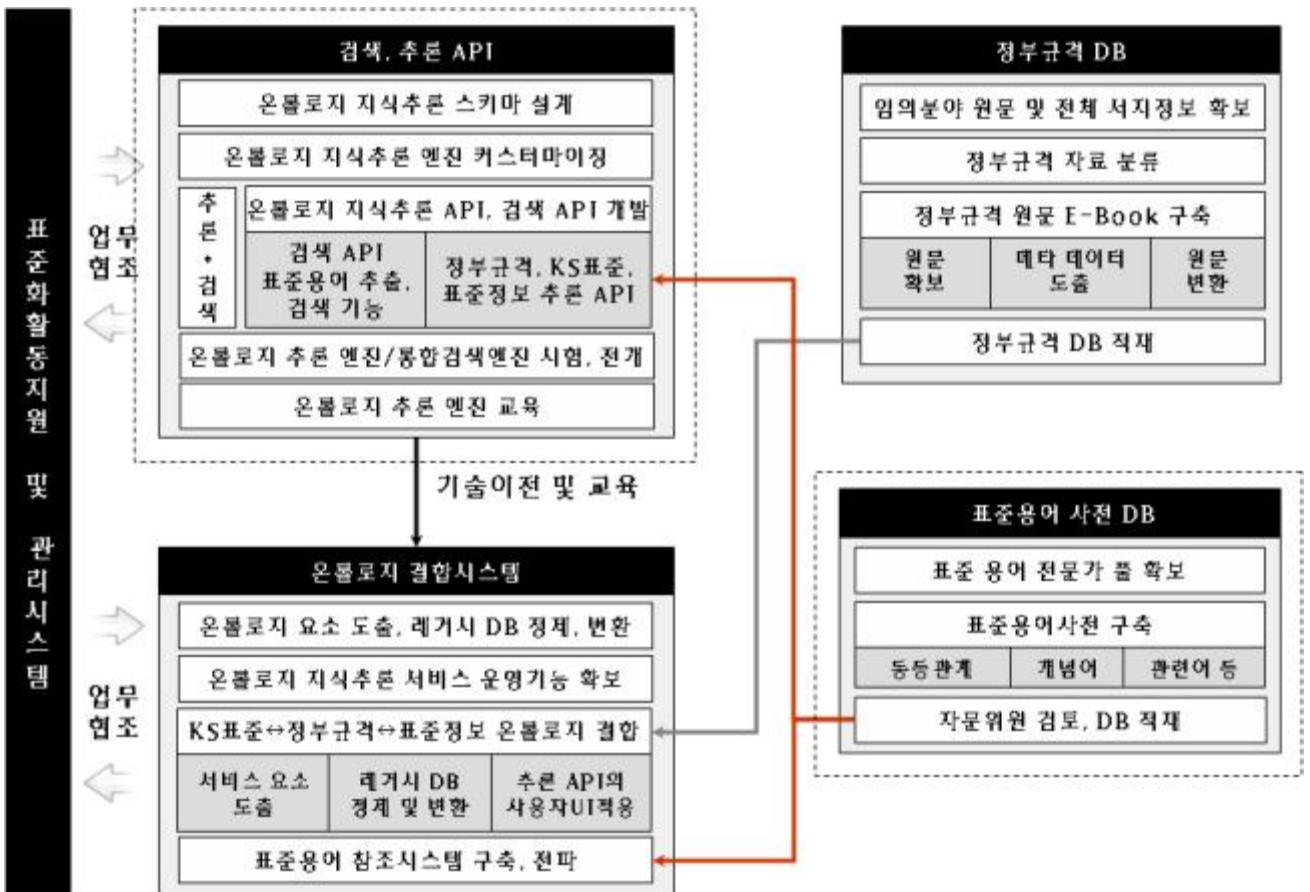 표준화활동지원 및 관리시스템
업무
협조
업무
협조
검색, 추론 API
온톨로지 지식추론 스키마 설계
온톨로지 지식추론 엔진 커스터마이징
추론·검색
온톨로지 지식추론 API, 검색 API 개발
검색 API
표준용어 추출,
검색 기능
정부규격, KS표준,
표준정보 추론 API
온톨로지 추론 엔진/통합검색엔진 시험, 전개
온톨로지 추론 엔진 교육
기술이전 및 교육
온톨로지 결합시스템
온톨로지 요소 도출, 레거시 DB 정제, 변환
온톨로지 지식추론 서비스 운영기능 확보
KS표준↔정부규격↔표준정보 온톨로지 결합
서비스 요소
도출
레거시 DB
정제 및 변환
추론 API의
사용자UI적용
표준용어 참조시스템 구축, 전파
정부규격 DB
임의분야 원문 및 전체 서지정보 확보
정부규격 자료 분류
정부규격 원문 E-Book 구축
원문
확보
메타 데이터
도출
원문
변환
정부규격 DB 적재
표준용어 사전 DB
표준 용어 전문가 풀 확보
표준용어사전 구축
동등관계
개념어
관련어 등
자문위원 검토, DB 적재